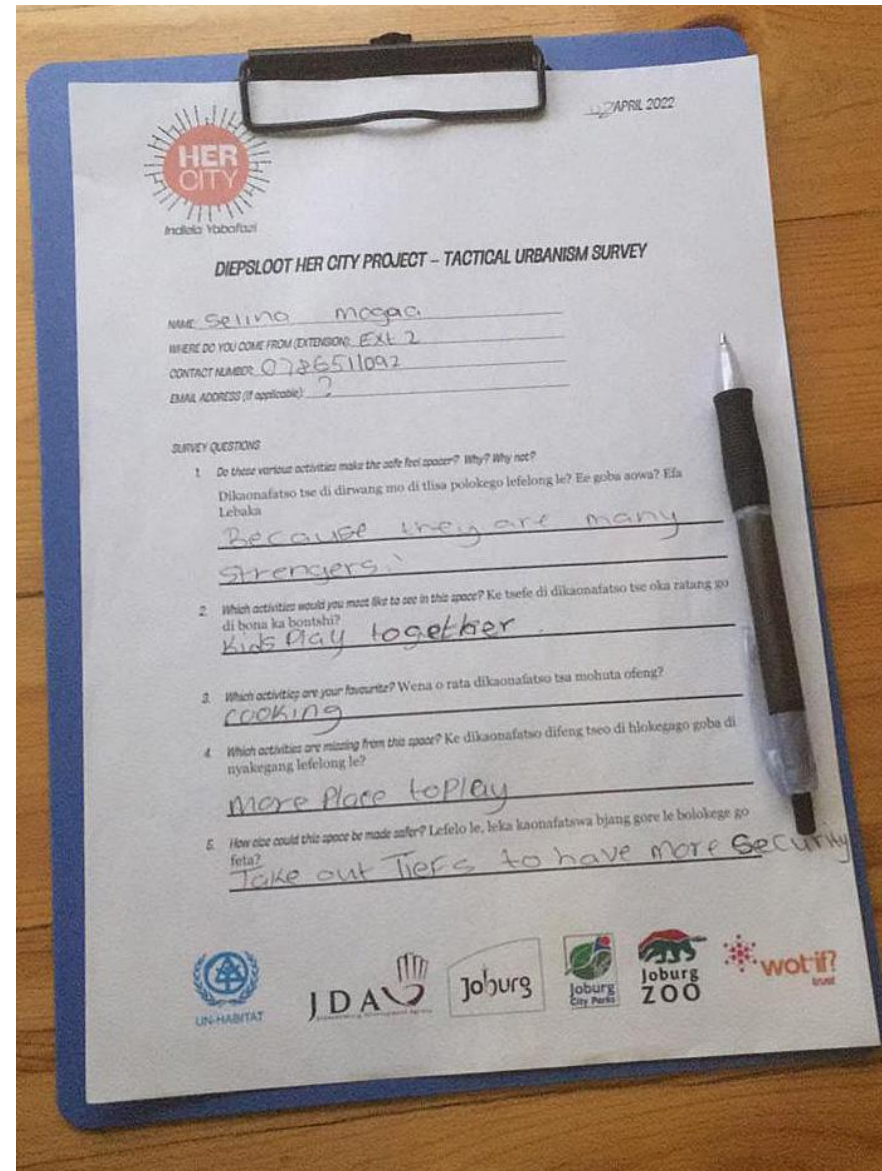 HER
CITY
Indlela Yabafazi
02 APRIL 2022
DIEPSLOOT HER CITY PROJECT – TACTICAL URBANISM SURVEY
NAME: Selina mogaa
WHERE DO YOU COME FROM (EXTENSION): Ext 2
CONTACT NUMBER: 0786511092
EMAIL ADDRESS (if applicable): ?
SURVEY QUESTIONS
1. Do these various activities make the safe feel spacer? Why? Why not?
Dikaonafatso tse di dirwang mo di tlisa polokego lefelong le? Ee goba aowa? Efa
Lebaka
Because they are many
strengers.
2. Which activities would you most like to see in this space? Ke tsefe di dikaonafatso tse oka ratang go
di bona ka bontshi?
Kids Play together.
3. Which activities are your favourite? Wena o rata dikaonafatso tsa mohuta ofeng?
cooking
4. Which activities are missing from this space? Ke dikaonafatso difeng tseo di hlokegago goba di
nyakegang lefelong le?
More Place toPlay
5. How else could this space be made safer? Lefelo le, leka kaonafatswa bjang gore le bolokege go
feta?
Take out Tiefs to have more Security
UN-HABITAT
JDA
Joburg
Joburg
City Parks
Joburg
ZOO
wot-if?
trust